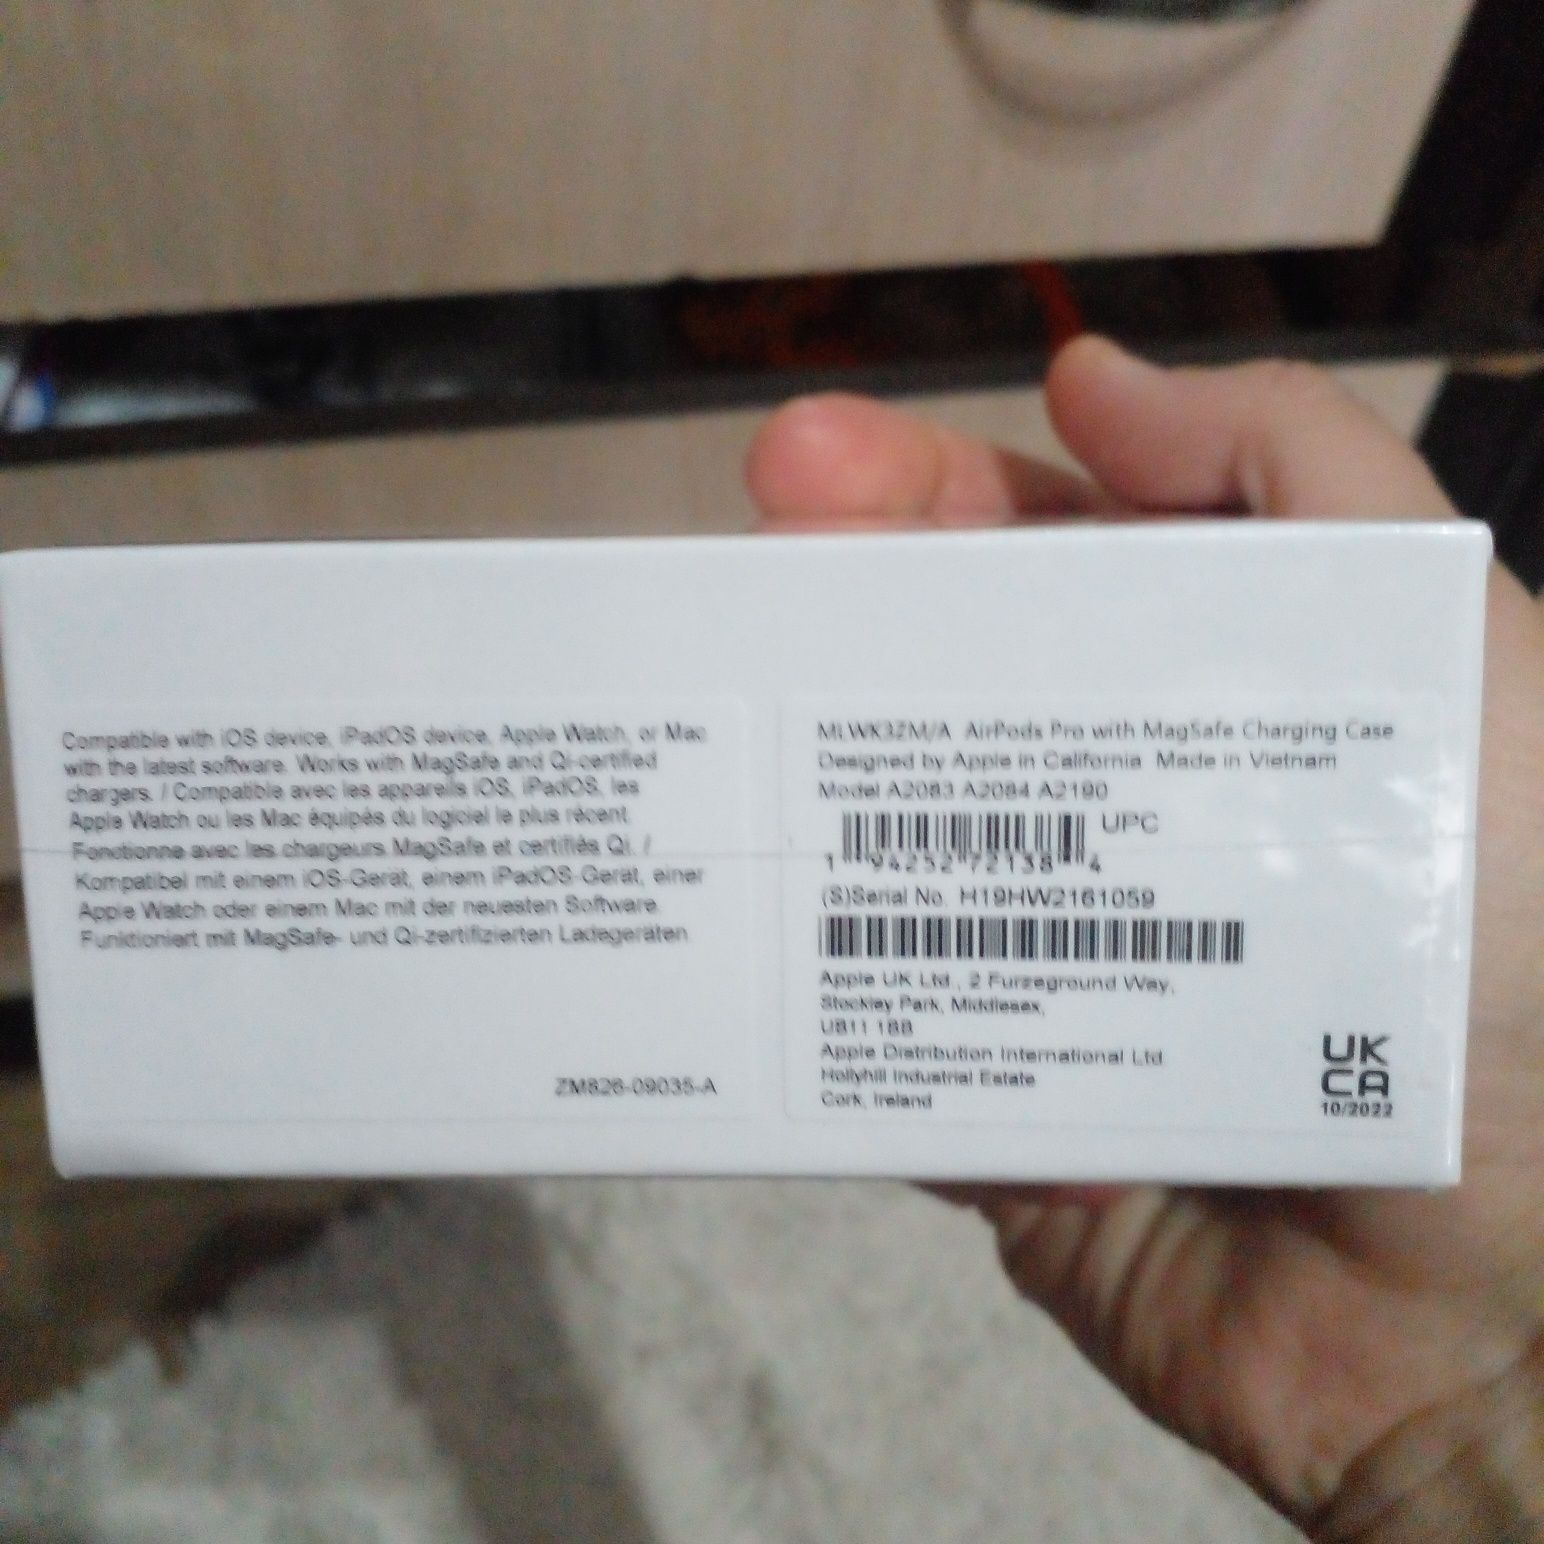 Compatible with iOS device, iPadOS device, Apple Watch, or Mac
with the latest software. Works with MagSafe and Qi-certified
chargers. / Compatible avec les appareils iOS, iPadOS, les
Apple Watch ou les Mac équipés du logiciel le plus récent.
Fonctionne avec les chargeurs MagSafe et certifiés Qi. /
Kompatibel mit einem iOS-Gerät, einem iPadOS-Gerät, einer
Apple Watch oder einem Mac mit der neuesten Software.
Funktioniert mit MagSafe- und Qi-zertifizierten Ladegeräten.
ZM826-09035-A
MLWK3ZM/A AirPods Pro with MagSafe Charging Case
Designed by Apple in California Made in Vietnam
Model A2083 A2084 A2190
UPC
1 94252 72138 4
(S)Serial No. H19HW2161059
Apple UK Ltd., 2 Furzeground Way,
Stockley Park, Middlesex,
UB11 1BB
Apple Distribution International Ltd
Hollyhill Industrial Estate
Cork, Ireland
UK
CA
10/2022